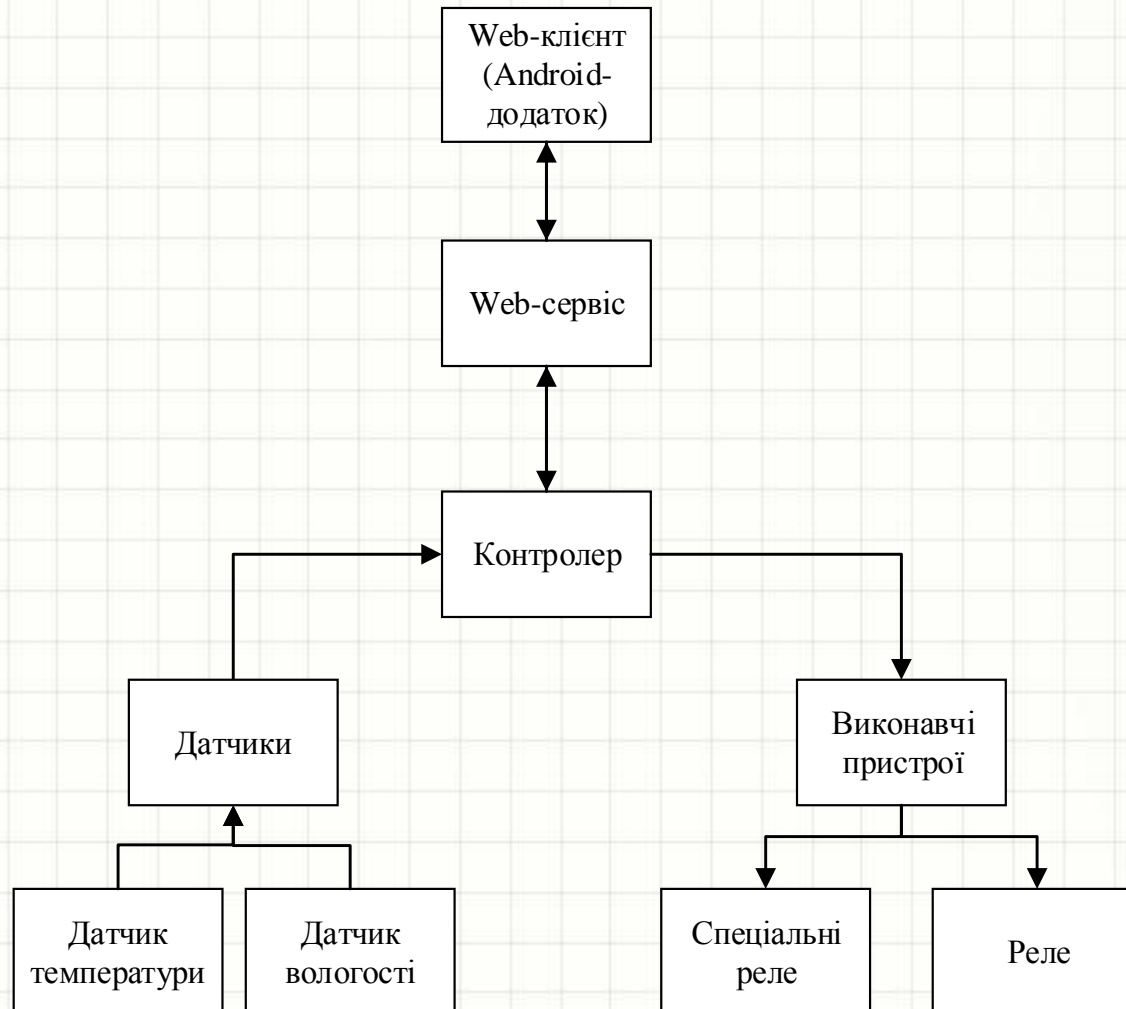 Web-клієнт
(Android-
додаток)
Web-сервіс
Контролер
Датчики
Виконавчі
пристрої
Датчик
температури
Датчик
вологості
Спеціальні
реле
Реле